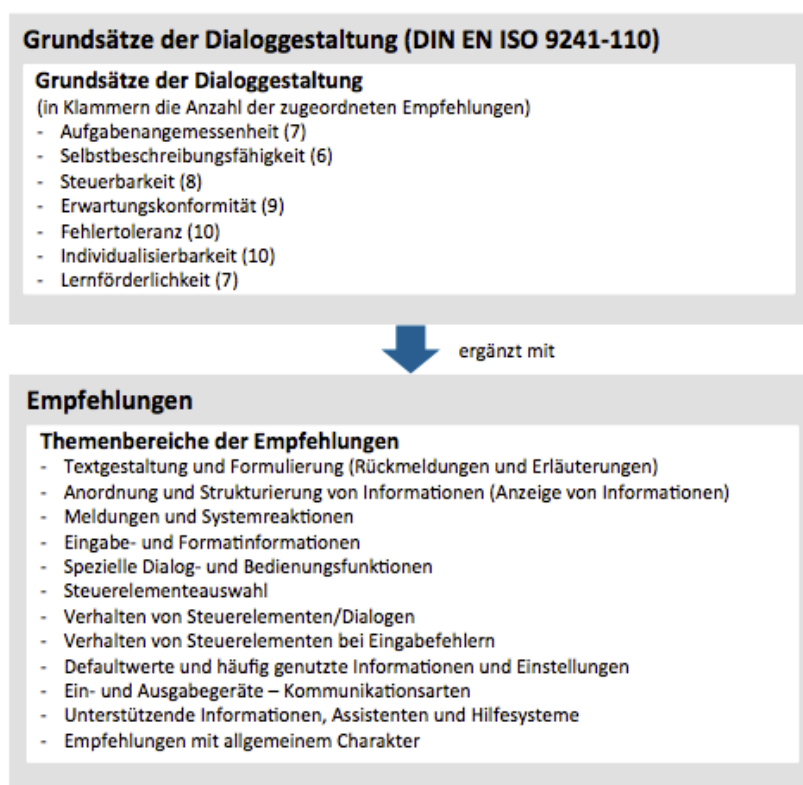 Grundsätze der Dialoggestaltung (DIN EN ISO 9241-110)
Grundsätze der Dialoggestaltung
(in Klammern die Anzahl der zugeordneten Empfehlungen)
- Aufgabenangemessenheit (7)
- Selbstbeschreibungsfähigkeit (6)
- Steuerbarkeit (8)
- Erwartungskonformität (9)
- Fehlertoleranz (10)
- Individualisierbarkeit (10)
- Lernförderlichkeit (7)
ergänzt mit
Empfehlungen
Themenbereiche der Empfehlungen
- Textgestaltung und Formulierung (Rückmeldungen und Erläuterungen)
- Anordnung und Strukturierung von Informationen (Anzeige von Informationen)
- Meldungen und Systemreaktionen
- Eingabe- und Formatinformationen
- Spezielle Dialog- und Bedienungsfunktionen
- Steuerelementeauswahl
- Verhalten von Steuerelementen/Dialogen
- Verhalten von Steuerelementen bei Eingabefehlern
- Defaultwerte und häufig genutzte Informationen und Einstellungen
- Ein- und Ausgabegeräte – Kommunikationsarten
- Unterstützende Informationen, Assistenten und Hilfesysteme
- Empfehlungen mit allgemeinem Charakter